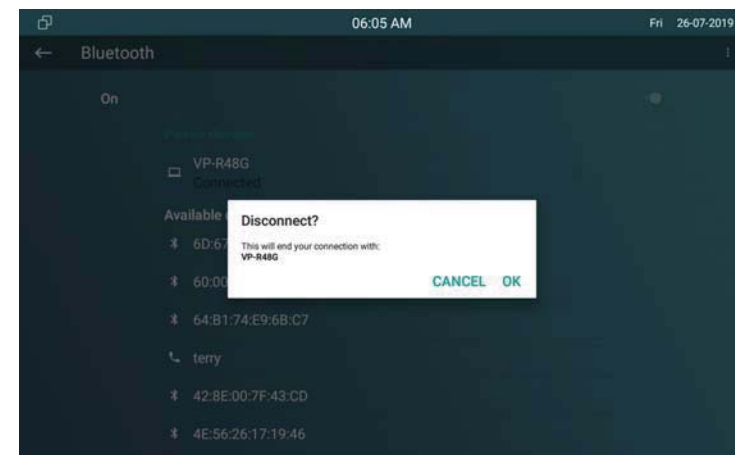 06:05 AM
Fri 26-07-2019
Bluetooth
On
Paired devices
VP-R48G
Connected
Available
6D:67
Disconnect?
This will end your connection with:
VP-R48G
CANCEL OK
60:00
64:B1:74:E9:6B:C7
terry
42:8E:00:7F:43:CD
4E:56:26:17:19:46